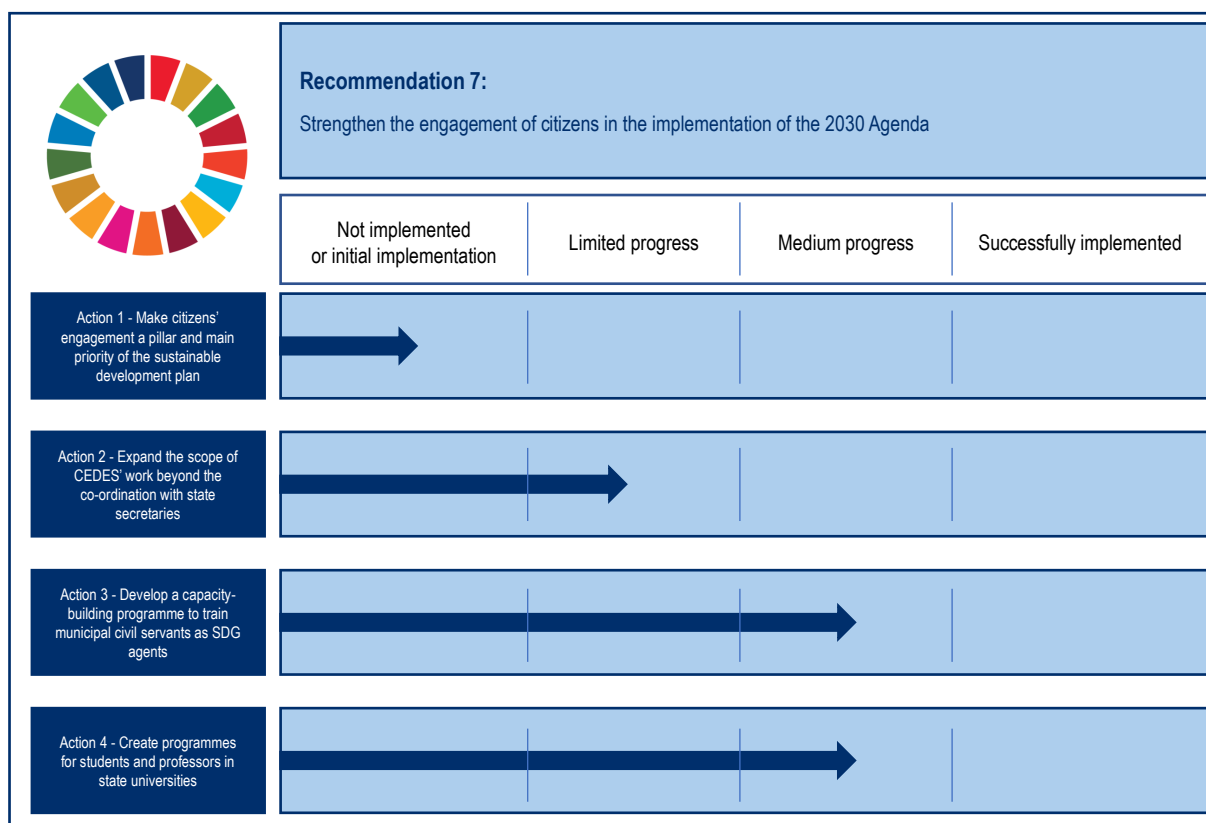 Recommendation 7:
Strengthen the engagement of citizens in the implementation of the 2030 Agenda
Not implemented
or initial implementation
Limited progress
Medium progress
Successfully implemented
Action 1 - Make citizens'
engagement a pillar and main
priority of the sustainable
development plan
Action 2 - Expand the scope of
CEDES' work beyond the
co-ordination with state
secretaries
Action 3 - Develop a capacity-
building programme to train
municipal civil servants as SDG
agents
Action 4 - Create programmes
for students and professors in
state universities